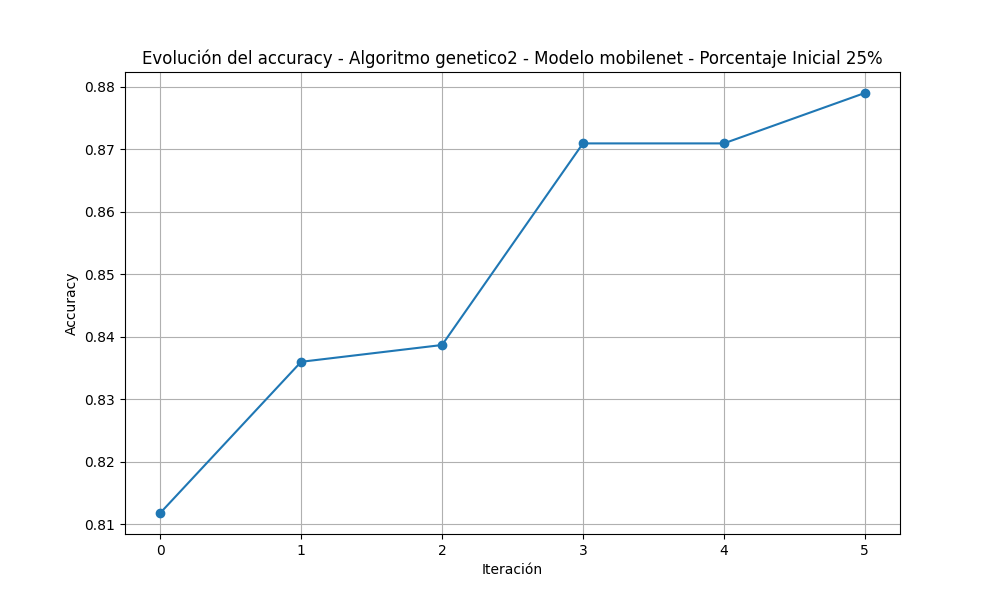 Evolución del accuracy - Algoritmo genetico2 - Modelo mobilenet - Porcentaje Inicial 25%
0.88
0.87
0.86
0.85
0.84
0.83
0.82
0.81
Accuracy
0 1 2 3 4 5
Iteración